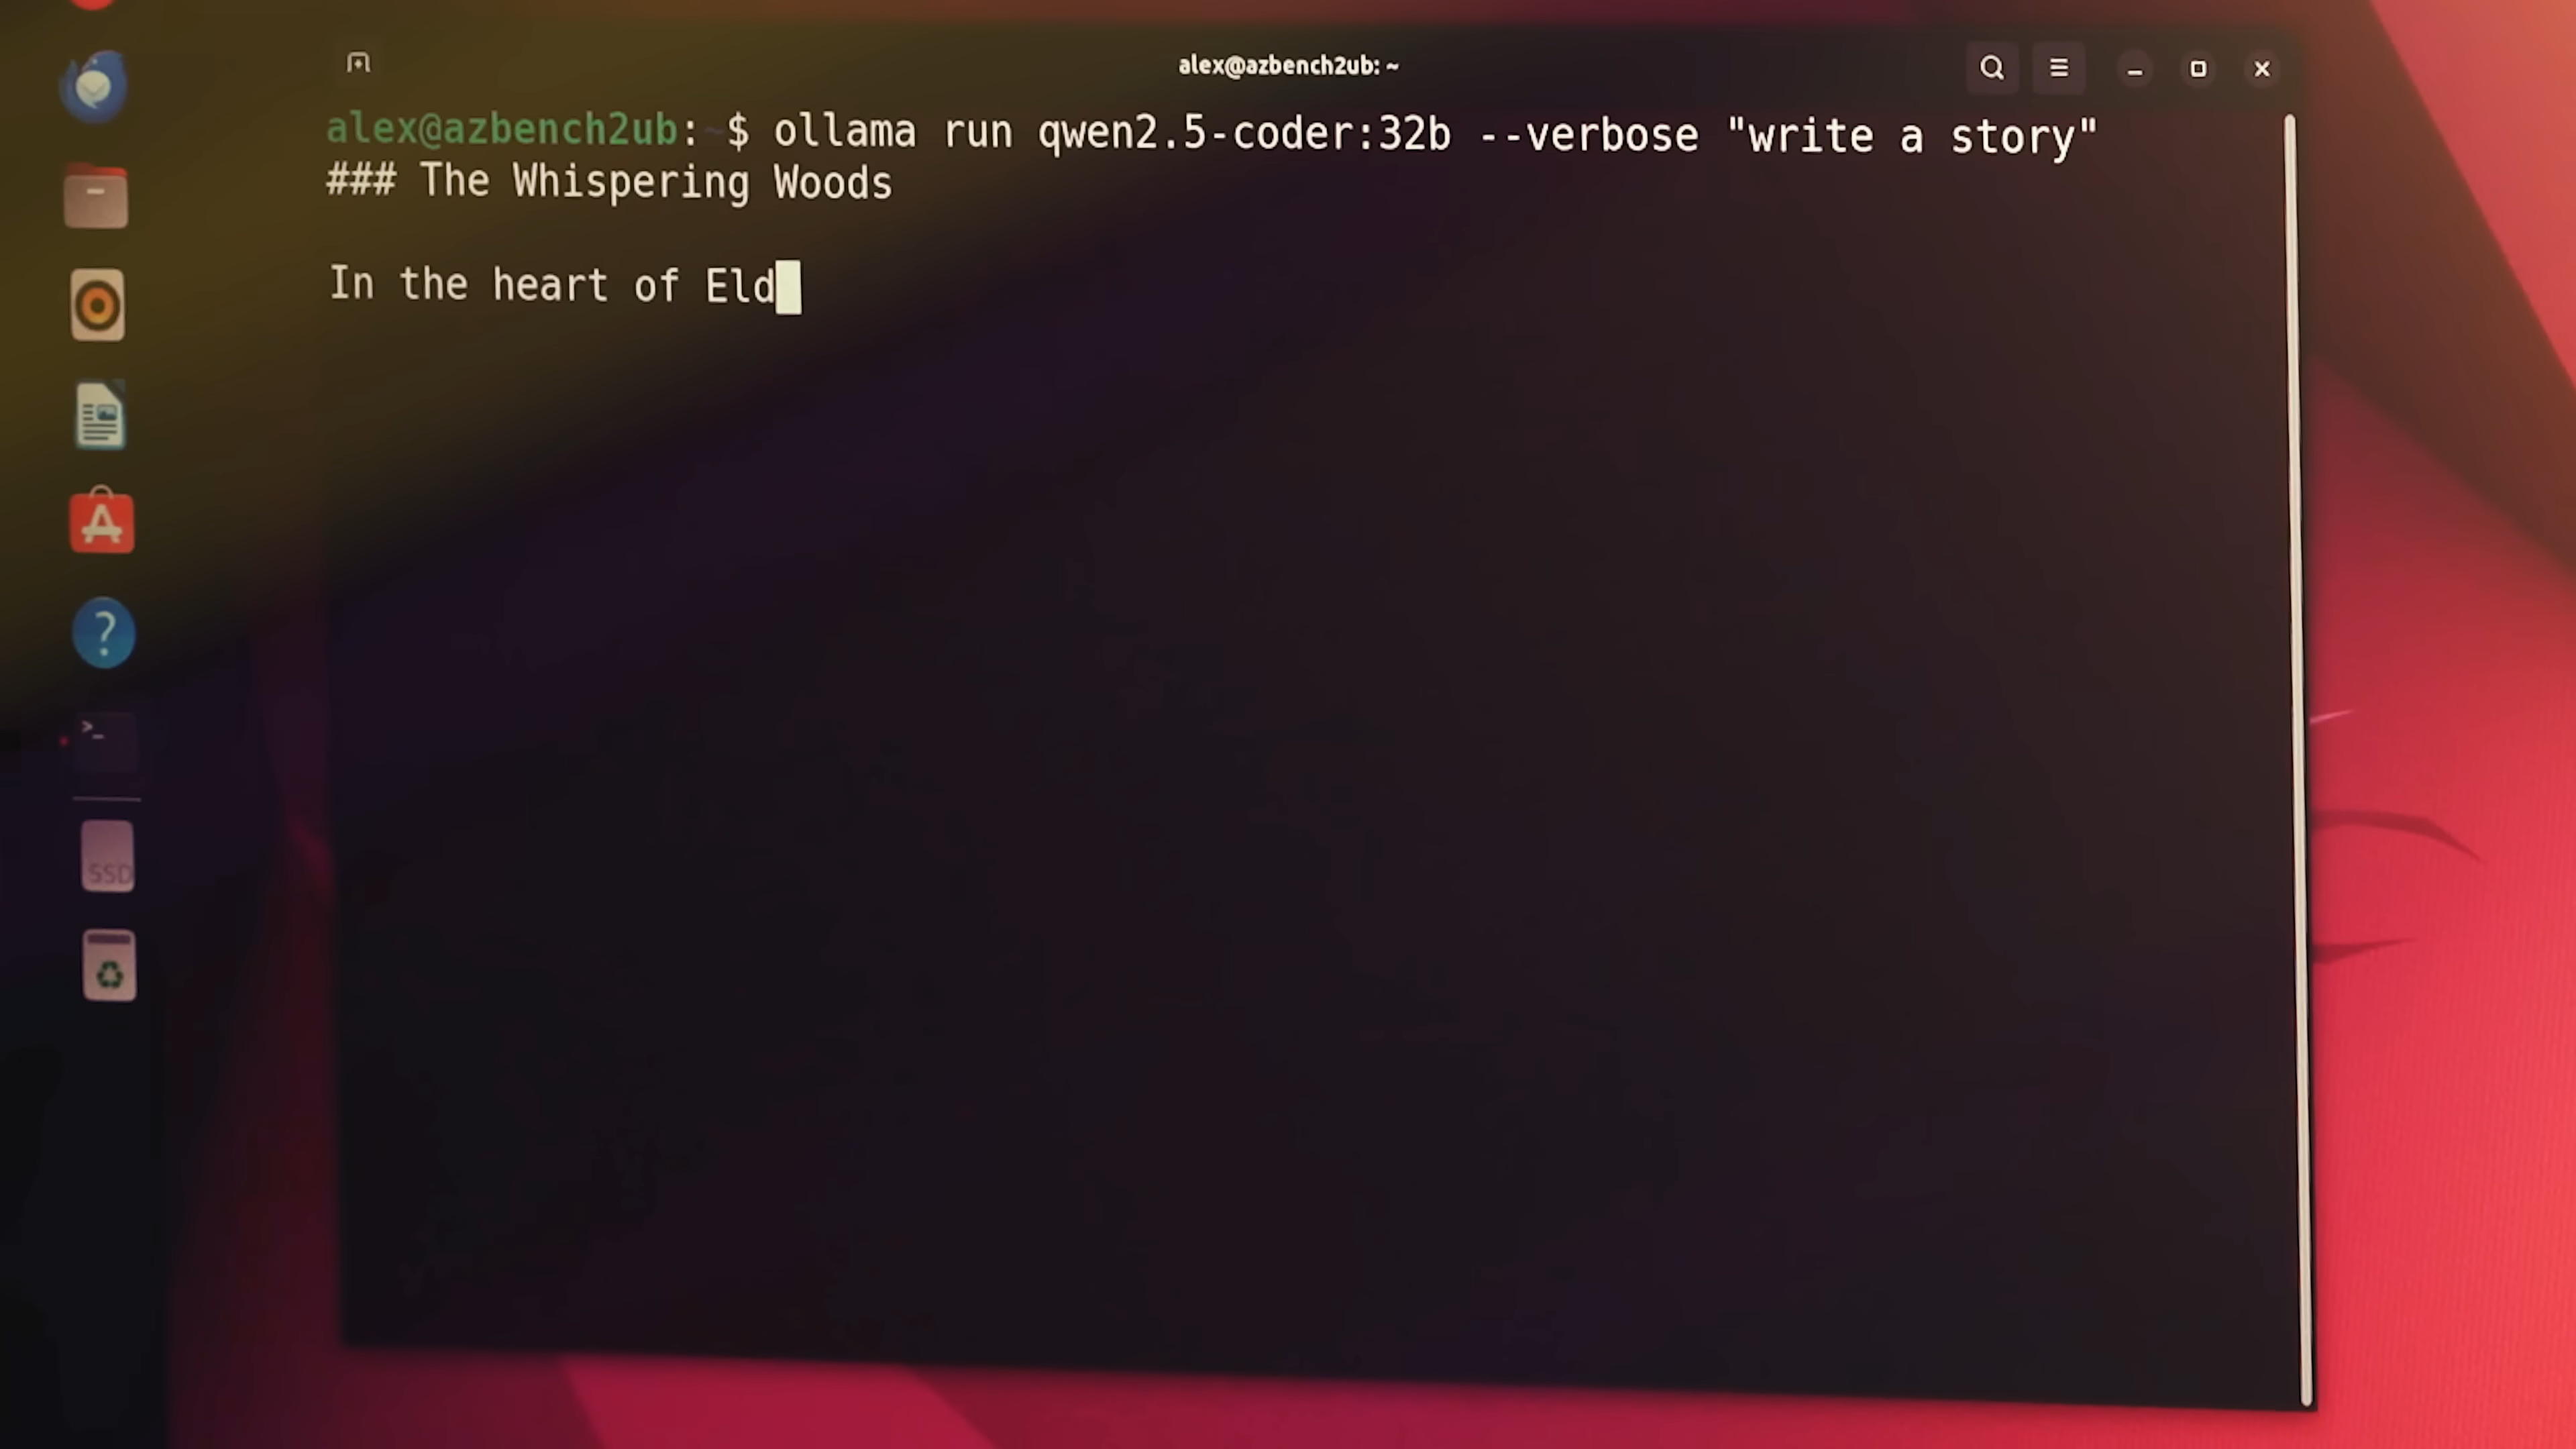 alex@azbench2ub: ~
alex@azbench2ub:~$ ollama run qwen2.5-coder:32b --verbose "write a story"
### The Whispering Woods
In the heart of Eld
>_
SSD